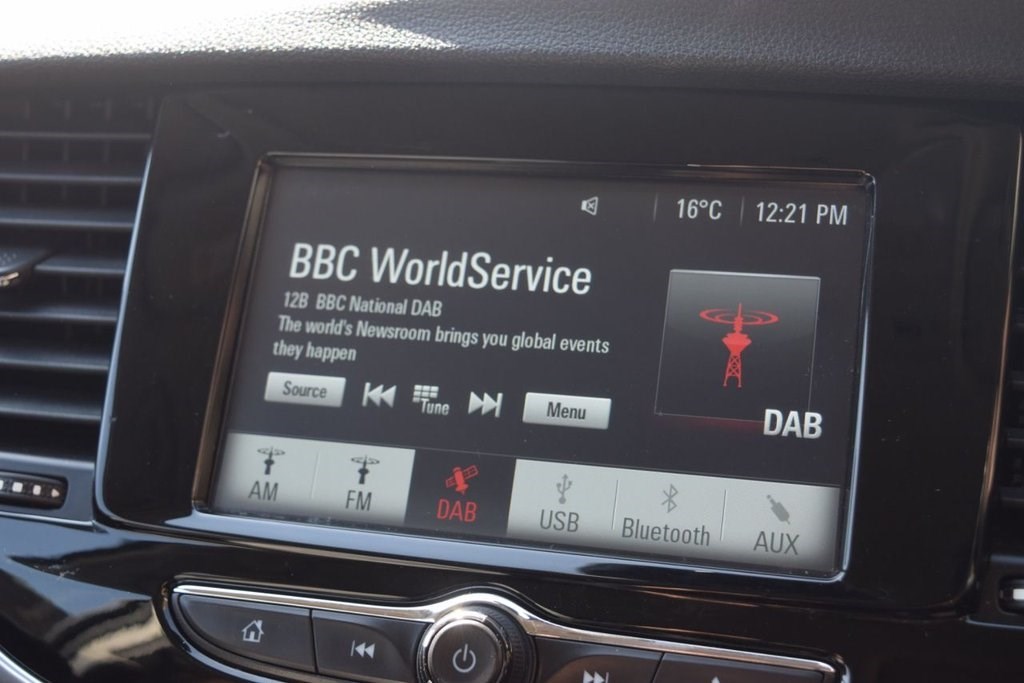 16°C 12:21 PM
BBC WorldService
12B BBC National DAB
The world's Newsroom brings you global events
they happen
Source Tune Menu
DAB
AM FM DAB USB Bluetooth AUX